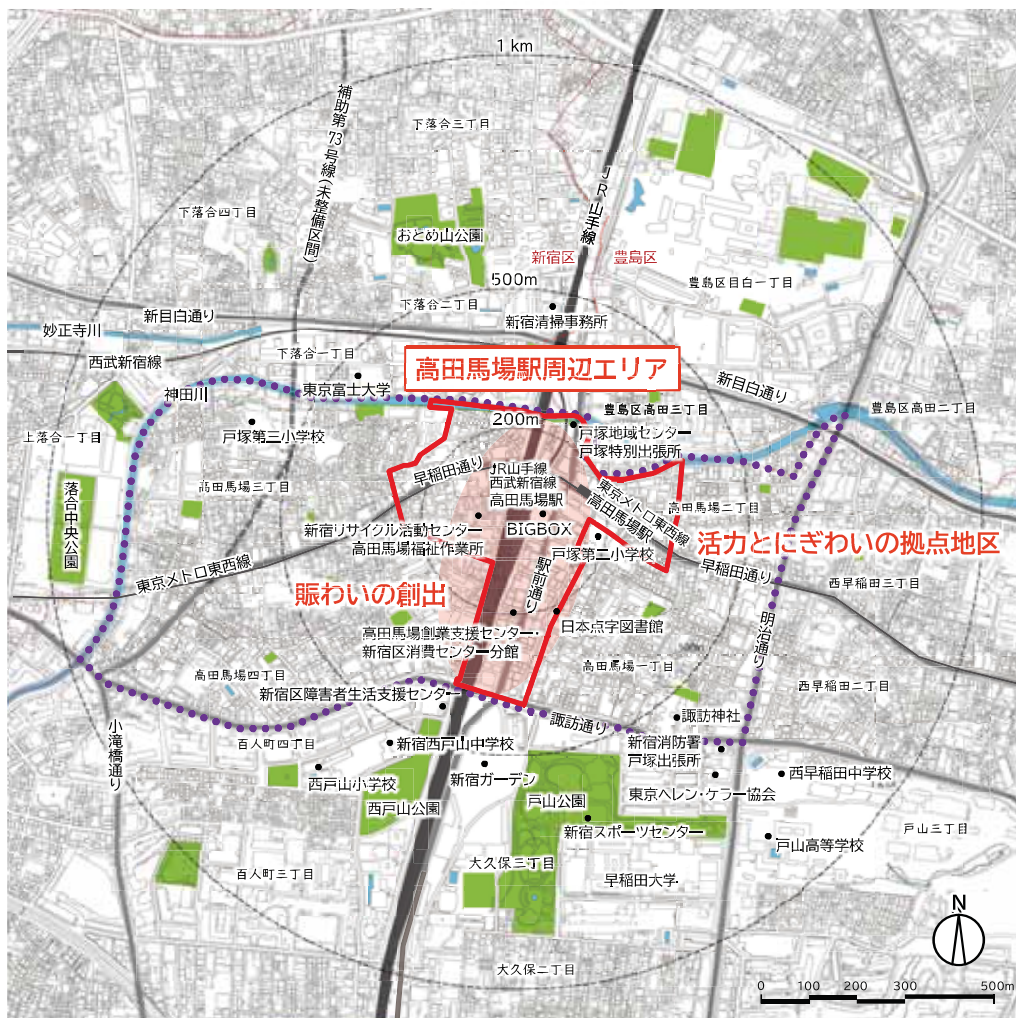 1 km
補助第73号線(未整備区間)
下落合三丁目
JR山手線
下落合四丁目
おとめ山公園
新宿区
豊島区
500m
豊島区目白一丁目
下落合二丁目
新目白通り
妙正寺川
新宿清掃事務所
西武新宿線
下落合一丁目
高田馬場駅周辺エリア
新目白通り
神田川
東京富士大学
豊島区高田三丁目
豊島区高田二丁目
200m
上落合一丁目
戸塚第三小学校
戸塚地域センター
戸塚特別出張所
早稲田通り
JR山手線
西武新宿線
高田馬場駅
東京メトロ東西線
高田馬場駅
落合中央公園
高田馬場三丁目
高田馬場二丁目
新宿リサイクル活動センター
高田馬場福祉作業所
BIGBOX
戸塚第二小学校
活力とにぎわいの拠点地区
東京メトロ東西線
早稲田通り
西早稲田三丁目
賑わいの創出
駅前通り
明治通り
高田馬場創業支援センター・
新宿区消費センター分館
日本点字図書館
高田馬場四丁目
高田馬場一丁目
西早稲田二丁目
新宿区障害者生活支援センター
諏訪通り
諏訪神社
小滝橋通り
百人町四丁目
新宿西戸山中学校
新宿消防署
戸塚出張所
西戸山小学校
新宿ガーデン
西早稲田中学校
東京ヘレン・ケラー協会
西戸山公園
戸山公園
新宿スポーツセンター
戸山三丁目
戸山高等学校
大久保三丁目
百人町三丁目
早稲田大学
N
大久保二丁目
0 100 200 300 500m